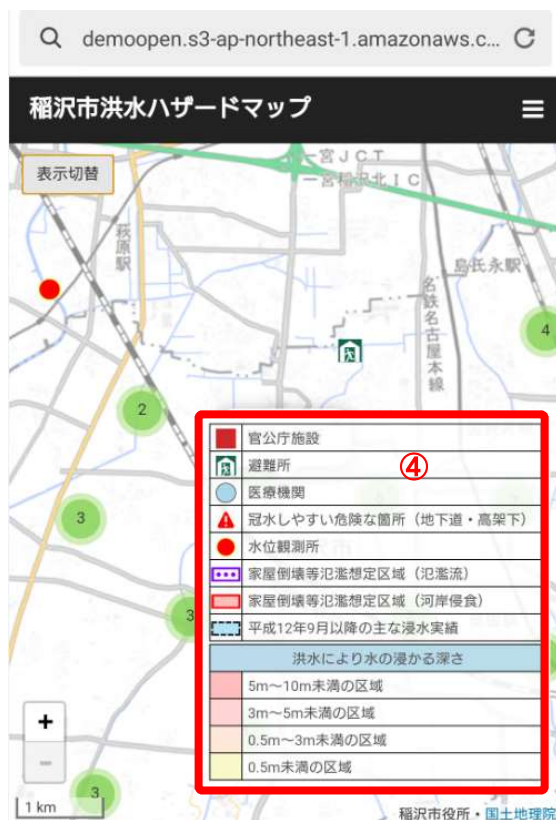 demoopen.s3-ap-northeast-1.amazonaws.c...
稲沢市洪水ハザードマップ
表示切替
一宮JCT
一宮稲沢北IC
萩原駅
島氏永駅
名鉄名古屋本線
4
2
3
3
3
官公庁施設
④
避難所
医療機関
冠水しやすい危険な箇所（地下道・高架下）
水位観測所
家屋倒壊等氾濫想定区域（氾濫流）
家屋倒壊等氾濫想定区域（河岸侵食）
平成12年9月以降の主な浸水実績
洪水により水の浸かる深さ
5m～10m未満の区域
3m～5m未満の区域
0.5m～3m未満の区域
0.5m未満の区域
+
−
1 km
稲沢市役所・国土地理院